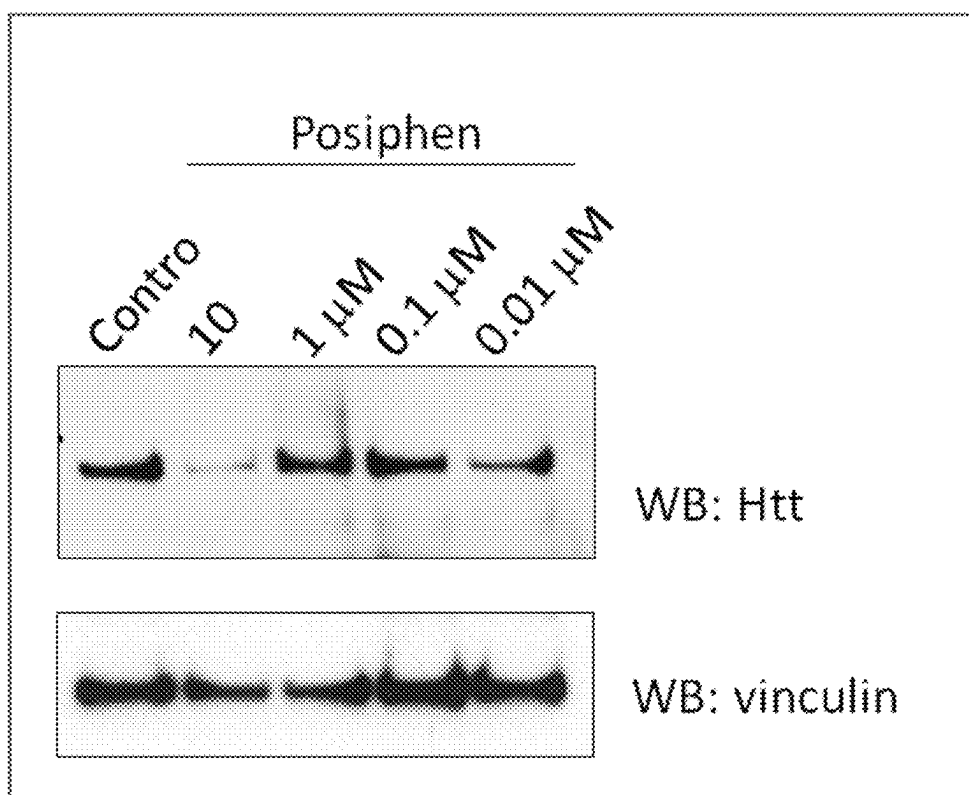 Posiphen
Contro
10
1 μM
0.1 μM
0.01 μM
WB: Htt
WB: vinculin